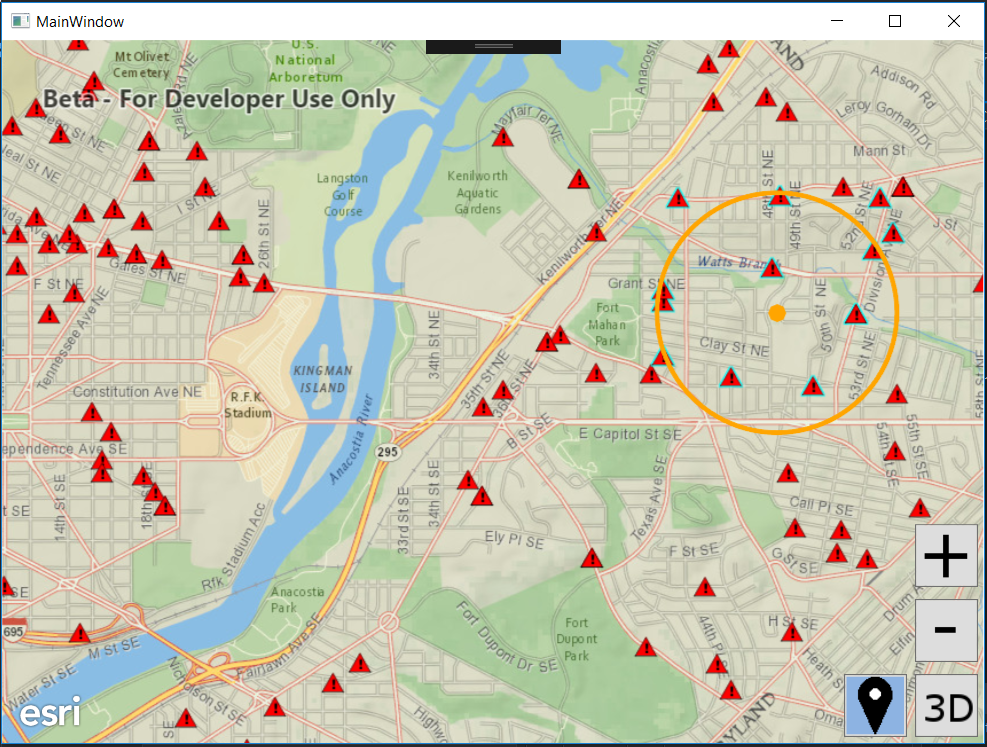 MainWindow
U.S.
National
Arboretum
Mt Olivet
Cemetery
Beta - For Developer Use Only
Anacostia
Addison Rd
Leroy Gorham Dr
Mayfair Ter NE
Mann St
Langston
Golf
Course
Kenilworth
Aquatic
Gardens
48th St NE
49th St NE
I St NE
26th St NE
J St
Kenilworth Ter NE
Watts Branch
Gales St NE
F St NE
Grant St NE
Division Ave NE
50th St NE
Fort
Mahan
Park
Tennessee Ave NE
34th St NE
Clay St NE
53rd St NE
58th St
KINGMAN
ISLAND
35th St NE
36th St NE
Constitution Ave NE
R.F.K.
Stadium
Anacostia River
B St SE
E Capitol St SE
54th St
55th St SE
ependence Ave SE
295
14th St SE
18th St
33rd St SE
34th St SE
Texas Ave SE
t SE
Call Pl SE
Ely Pl SE
F St SE
G St SE
Rfk Stadium Acc
Anacostia
Park
Fort Dupont Dr SE
Fort
Dupont
Park
44th Pl
H St SE
Drum A
Elfin
695
M St SE
Water St SE
Fairlawn Ave SE
Nicholson St SE
Heath S
RYLAND
Oma
Highw
esri
3D